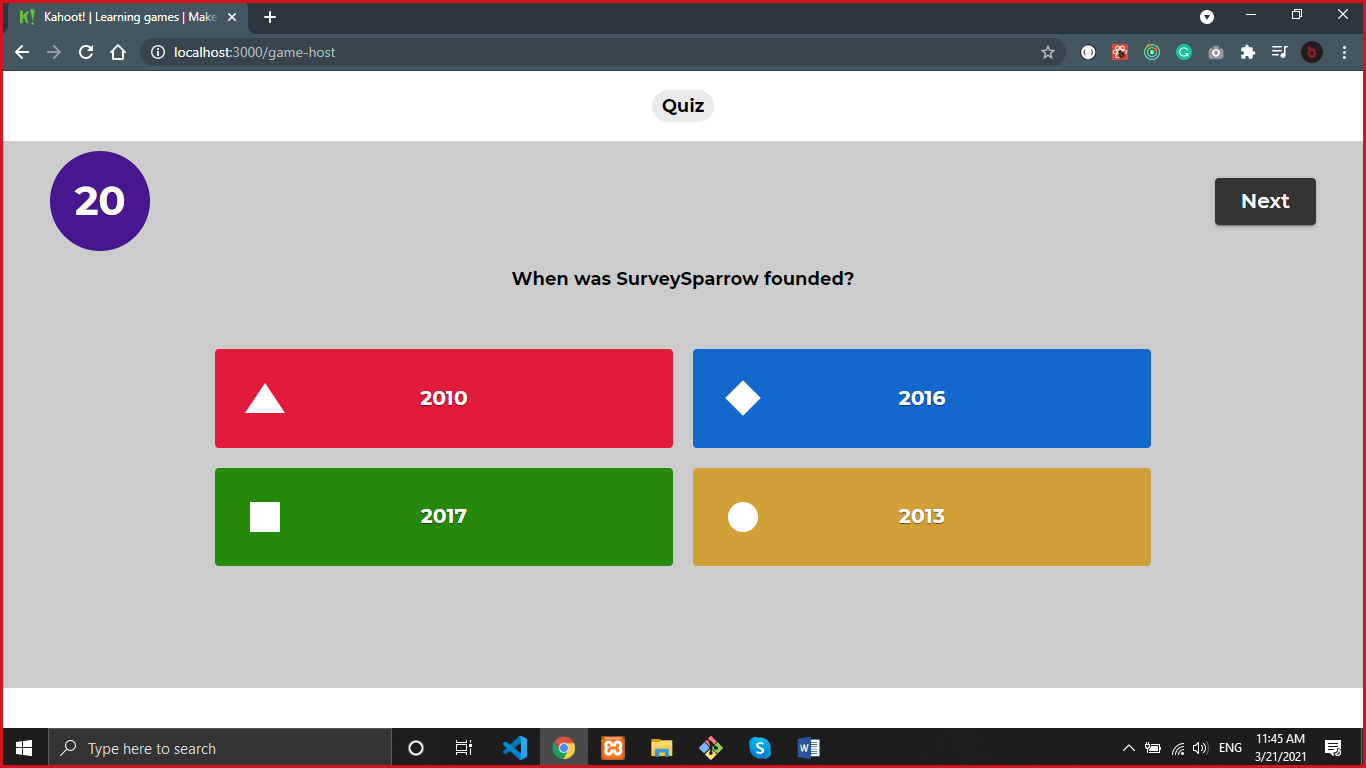 Kahoot! | Learning games | Make
localhost:3000/game-host
Quiz
20
Next
When was SurveySparrow founded?
2010
2016
2017
2013
Type here to search
ENG
11:45 AM
3/21/2021